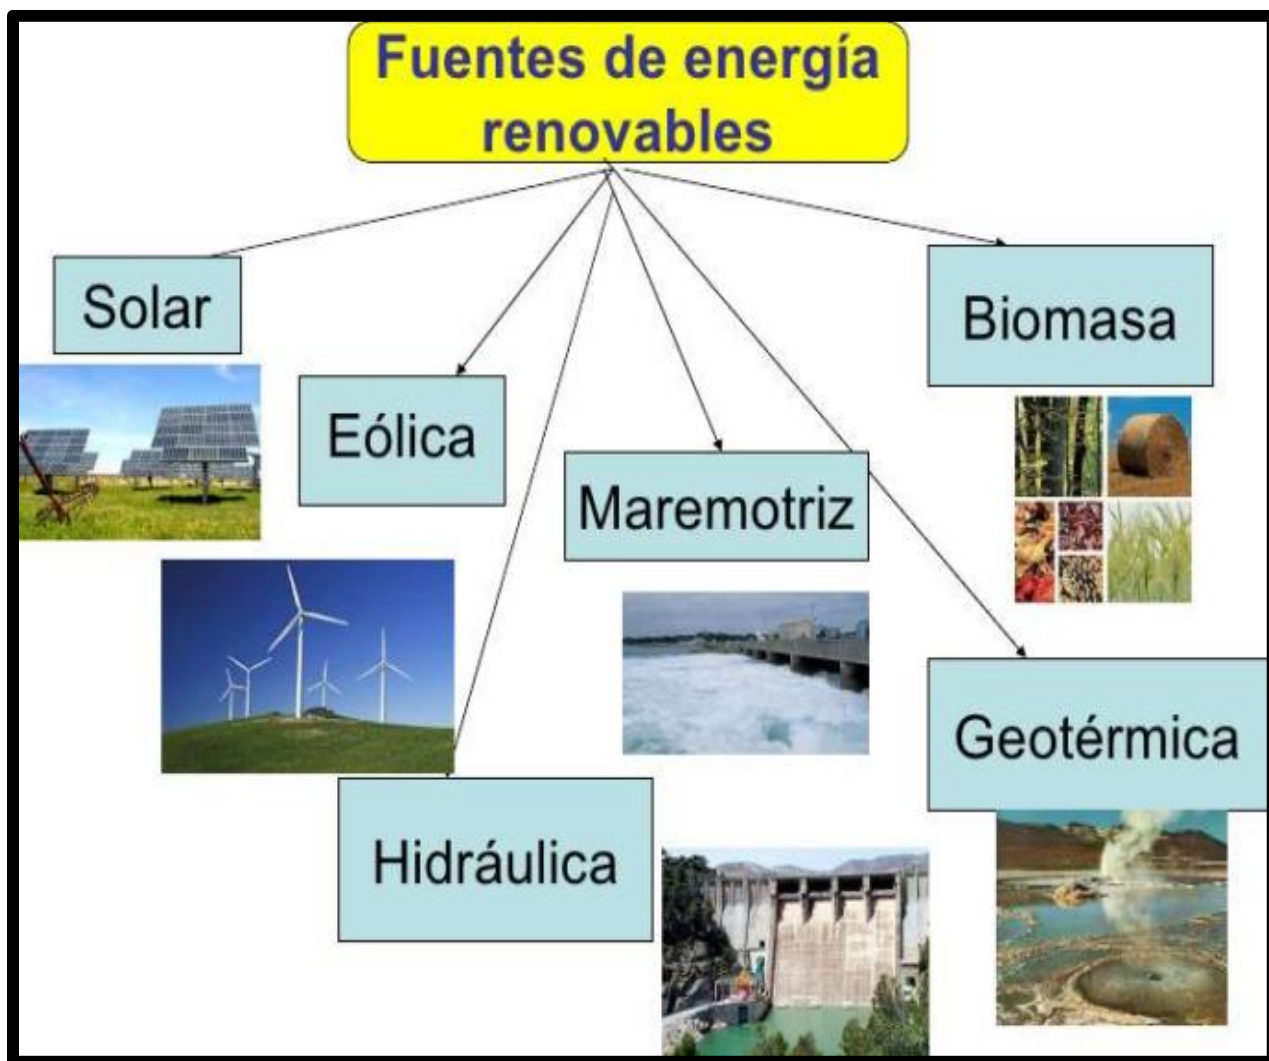 Fuentes de energía
renovables
Solar
Biomasa
Eólica
Maremotriz
Geotérmica
Hidráulica